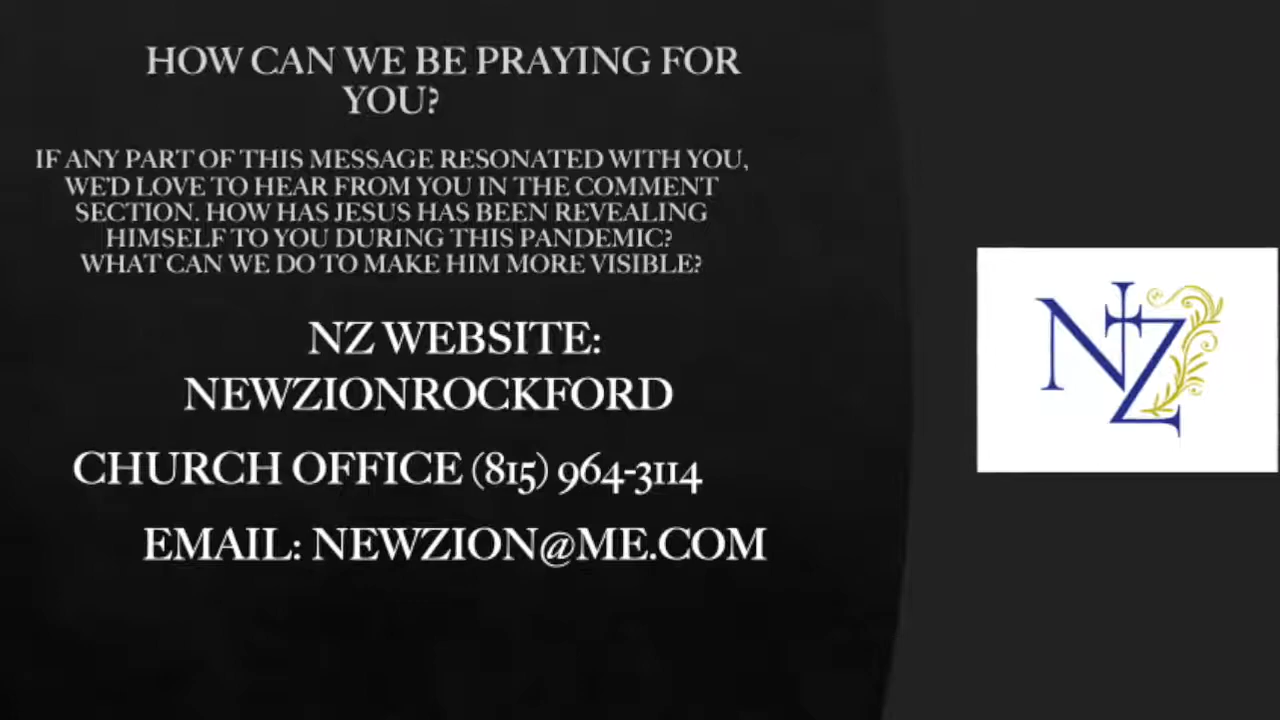 HOW CAN WE BE PRAYING FOR
YOU?
IF ANY PART OF THIS MESSAGE RESONATED WITH YOU,
WE'D LOVE TO HEAR FROM YOU IN THE COMMENT
SECTION. HOW HAS JESUS HAS BEEN REVEALING
HIMSELF TO YOU DURING THIS PANDEMIC?
WHAT CAN WE DO TO MAKE HIM MORE VISIBLE?
NZ WEBSITE:
NEWZIONROCKFORD
CHURCH OFFICE (815) 964-3114
EMAIL: NEWZION@ME.COM
NZ